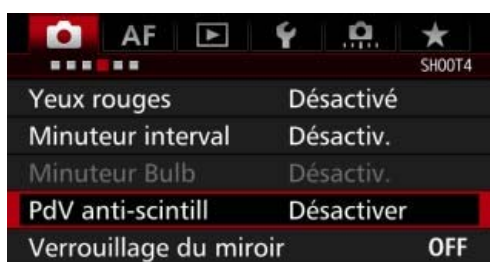 AF
SHOOT4
Yeux rouges Désactivé
Minuteur interval Désactiv.
Minuteur Bulb Désactiv.
PdV anti-scintill Désactiver
Verrouillage du miroir OFF